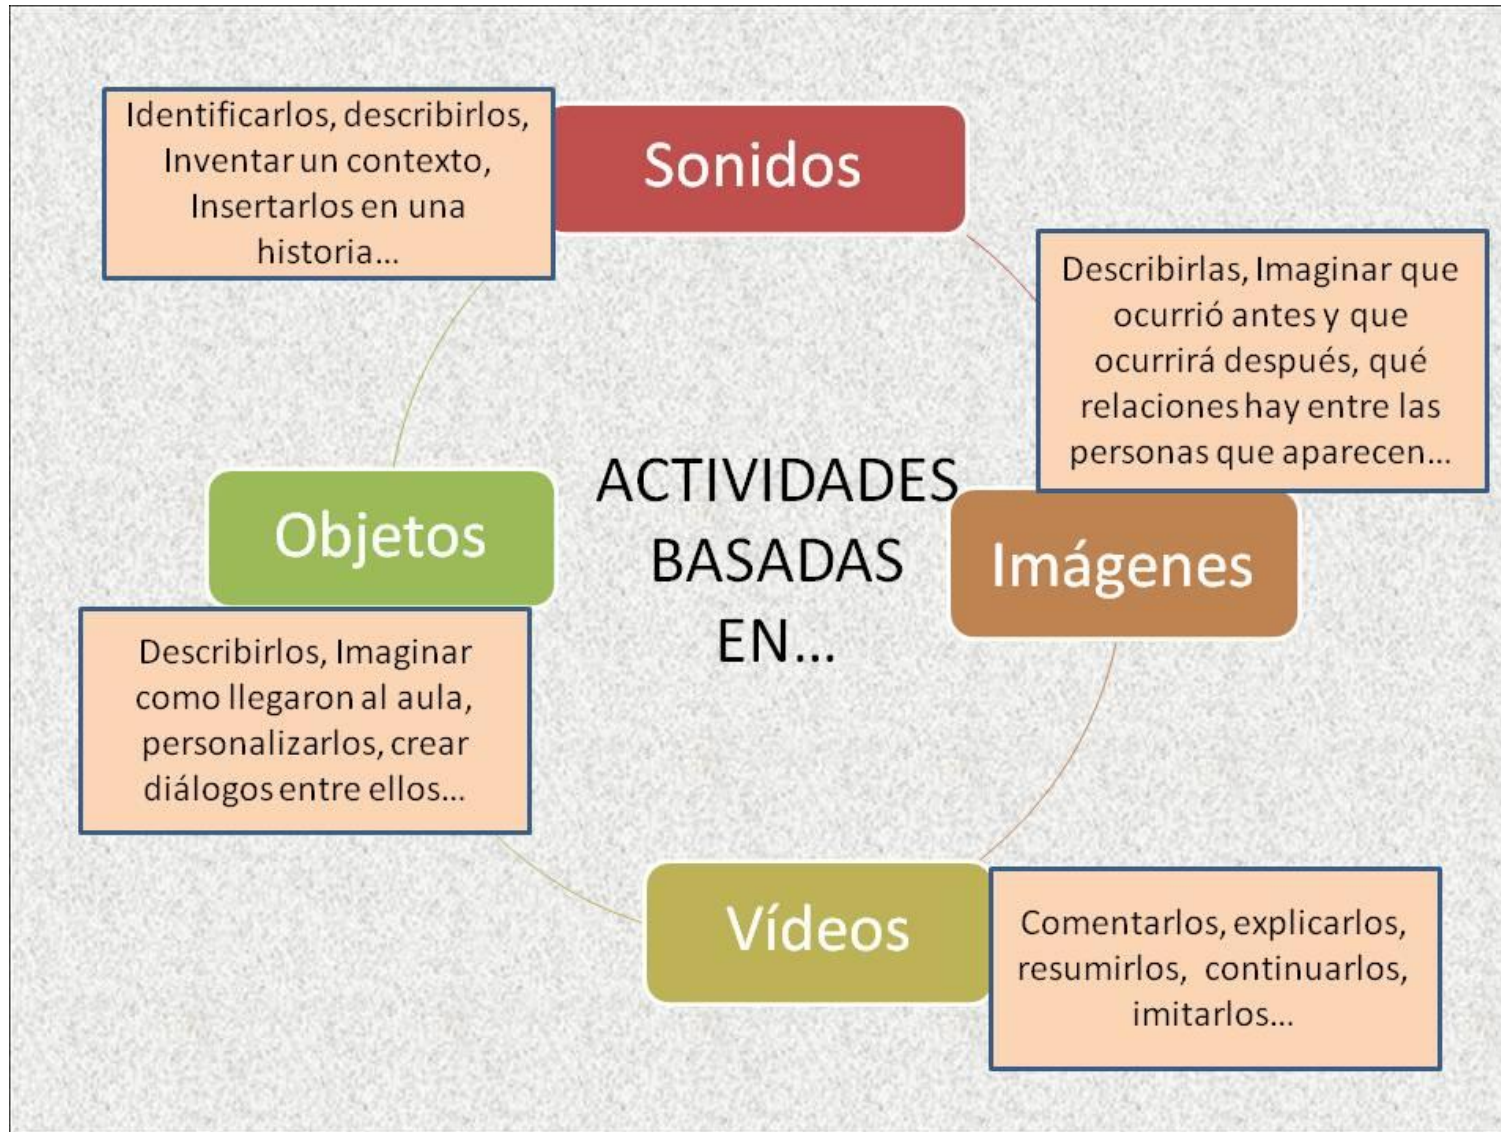 Identificarlos, describirlos,
Inventar un contexto,
Insertarlos en una
historia...
Sonidos
Describirlas, Imaginar que
ocurrió antes y que
ocurrirá después, qué
relaciones hay entre las
personas que aparecen...
Objetos
ACTIVIDADES
BASADAS
EN...
Imágenes
Describirlos, Imaginar
como llegaron al aula,
personalizarlos, crear
diálogos entre ellos...
Vídeos
Comentarlos, explicarlos,
resumirlos, continuarlos,
imitarlos...